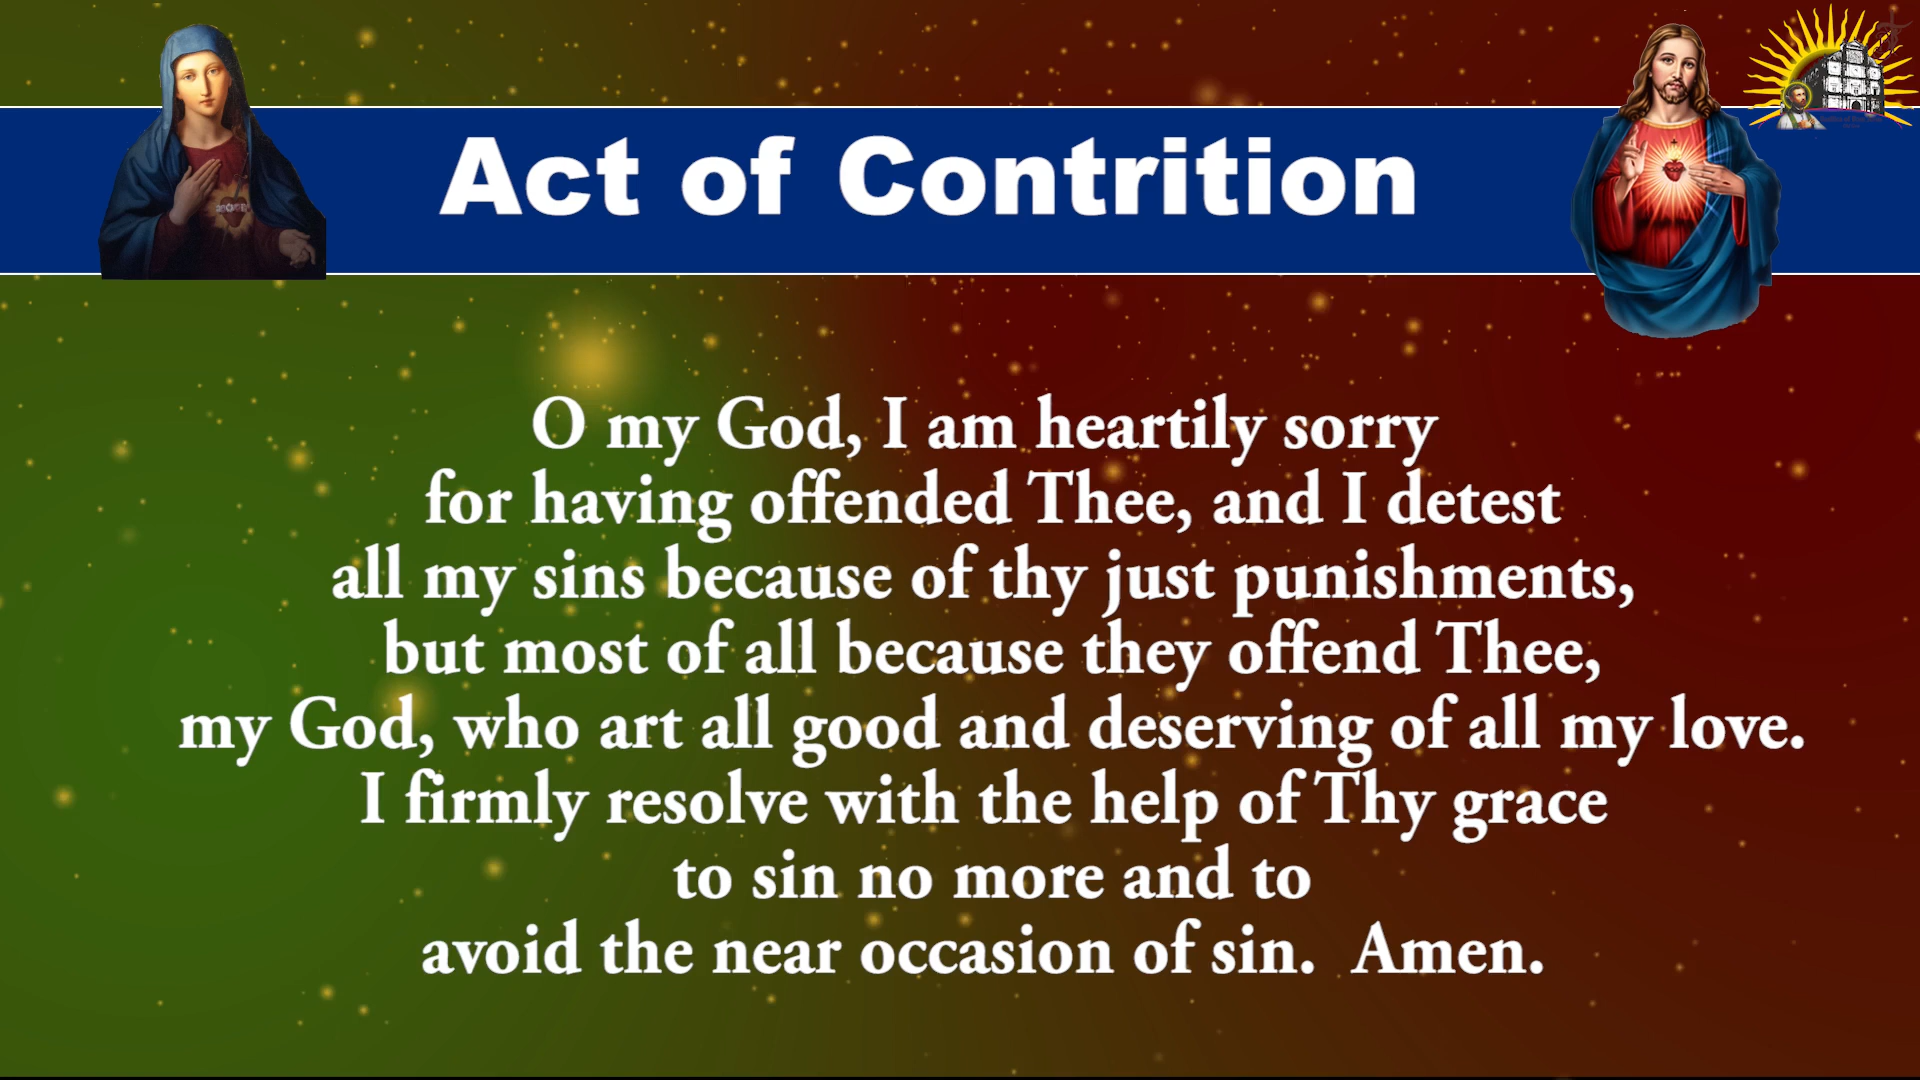 Act of Contrition
O my God, I am heartily sorry
for having offended Thee, and I detest
all my sins because of thy just punishments,
but most of all because they offend Thee,
my God, who art all good and deserving of all my love.
I firmly resolve with the help of Thy grace
to sin no more and to
avoid the near occasion of sin.  Amen.